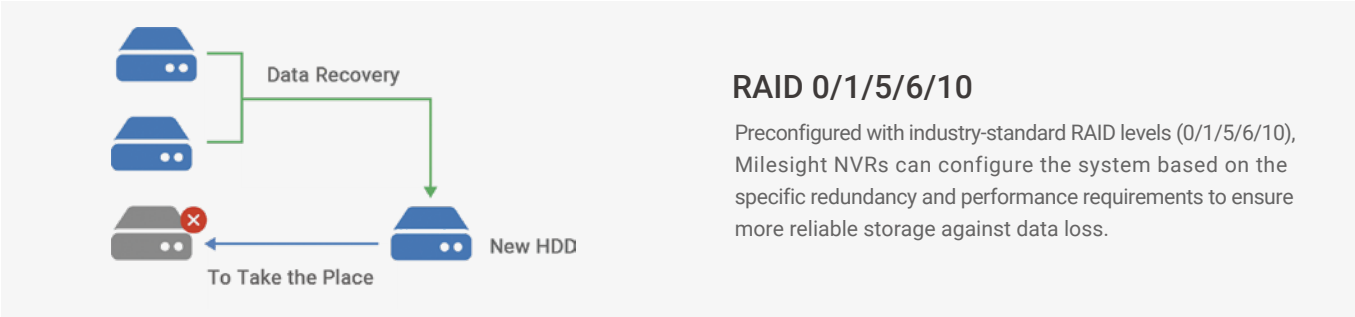 Data Recovery
New HDD
To Take the Place
RAID 0/1/5/6/10
Preconfigured with industry-standard RAID levels (0/1/5/6/10),
Milesight NVRs can configure the system based on the
specific redundancy and performance requirements to ensure
more reliable storage against data loss.